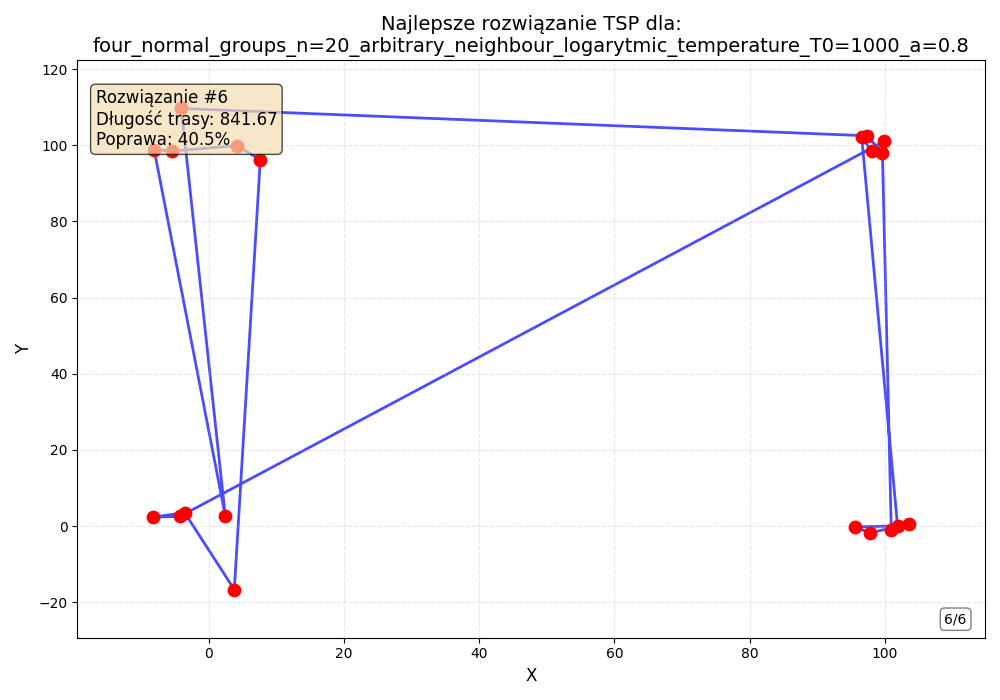 Najlepsze rozwiązanie TSP dla:
four_normal_groups_n=20_arbitrary_neighbour_logarytmic_temperature_T0=1000_a=0.8
Rozwiązanie #6
Długość trasy: 841.67
Poprawa: 40.5%
120
100
80
60
40
20
0
−20
Y
6/6
0 20 40 60 80 100
X